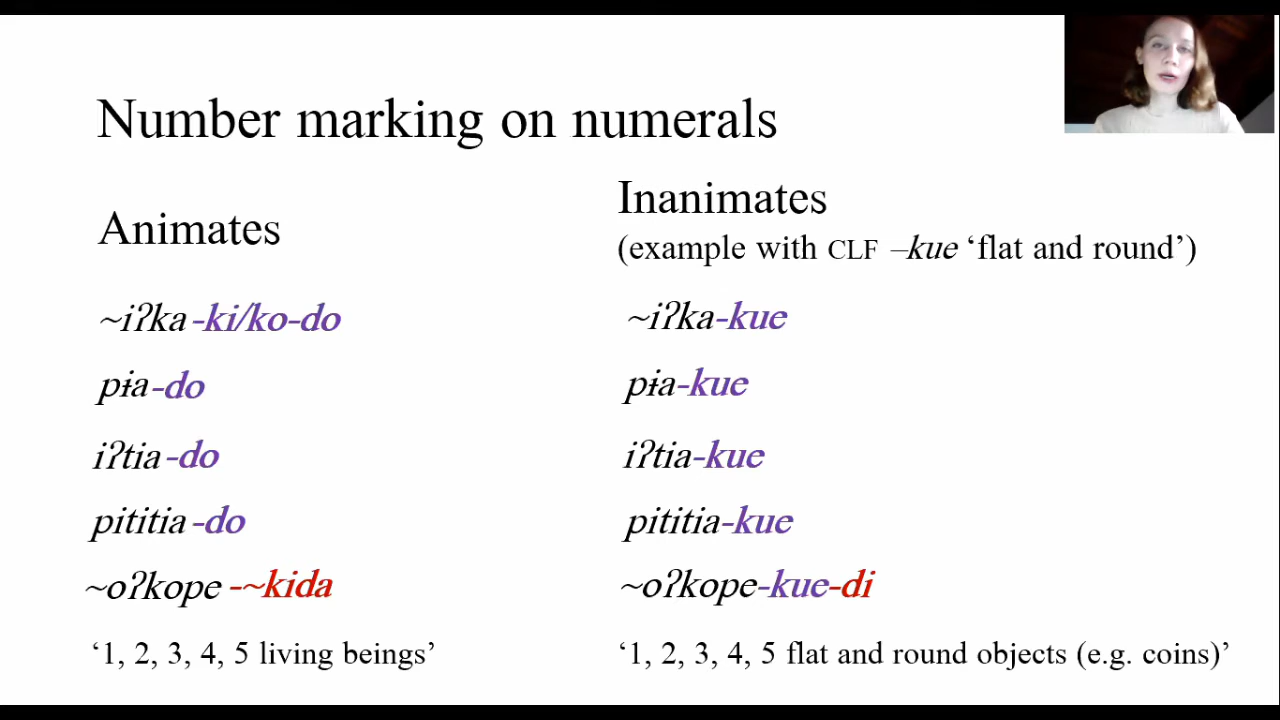 Number marking on numerals
Animates
~iʔka-ki/ko-do
pɨa-do
iʔtia-do
pititia-do
~oʔkope -~kida
‘1, 2, 3, 4, 5 living beings’
Inanimates
(example with CLF –kue ‘flat and round’)
~iʔka-kue
pɨa-kue
iʔtia-kue
pititia-kue
~oʔkope-kue-di
‘1, 2, 3, 4, 5 flat and round objects (e.g. coins)’